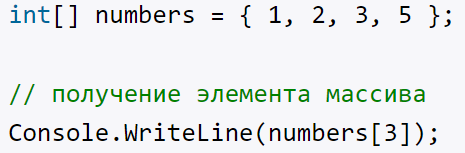 int[] numbers = { 1, 2, 3, 5 };
// получение элемента массива
Console.WriteLine(numbers[3]);